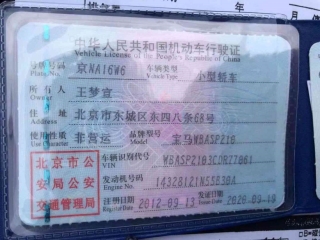 中华人民共和国机动车行驶证
Vehicle License of the People's Republic of China
号牌号码 京NA16W6 车辆类型 小型轿车
Plate No. Vehicle Type
所有人 王梦宣
Owner
住址 北京市东城区东四八条68号
Address
使用性质 非营运 品牌型号 宝马WBASP216
Use Character Model
北京市公 车辆识别代号
VIN
安局公安 发动机号码
Engine No.
交通管理局 注册日期 2012-09-13 发证日期
Register Date Issue Date